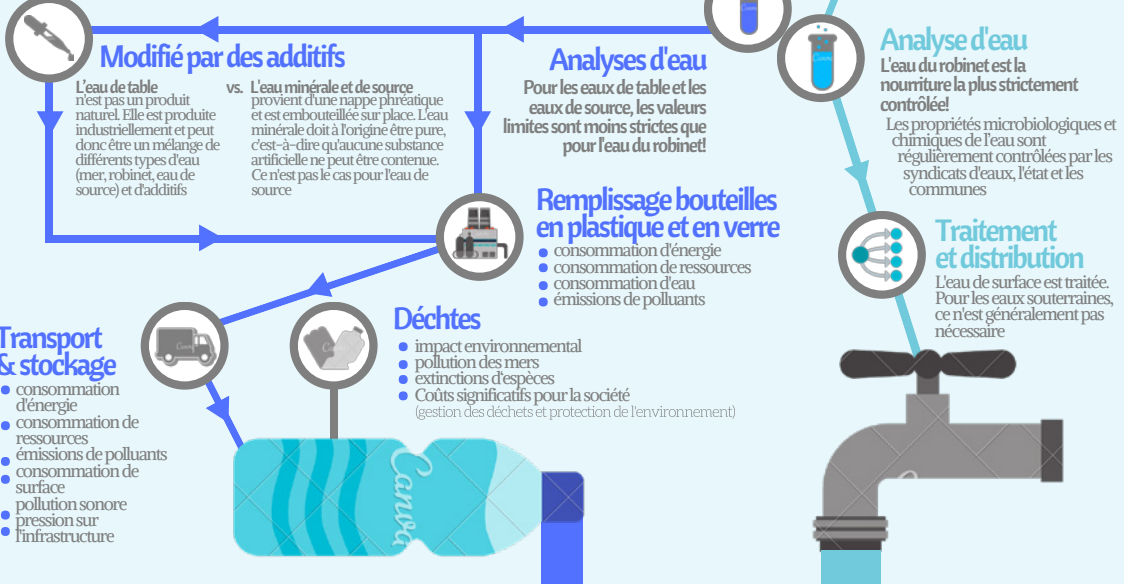 Modifié par des additifs
L'eau de table
n'est pas un produit
naturel. Elle est produite
industriellement et peut
donc être un mélange de
différents types d'eau
(mer, robinet, eau de
source) et d'additifs
vs.
L'eau minérale et de source
provient d'une nappe phréatique
et est embouteillée sur place. L'eau
minérale doit à l'origine être pure,
c'est-à-dire qu'aucune substance
artificielle ne peut être contenue.
Ce n'est pas le cas pour l'eau de
source
Analyses d'eau
Pour les eaux de table et les
eaux de source, les valeurs
limites sont moins strictes que
pour l'eau du robinet!
Analyse d'eau
L'eau du robinet est la
nourriture la plus strictement
contrôlée!
Les propriétés microbiologiques et
chimiques de l'eau sont
régulièrement contrôlées par les
syndicats d'eaux, l'état et les
communes
Remplissage bouteilles
en plastique et en verre
consommation d'énergie
consommation de ressources
consommation d'eau
émissions de polluants
Traitement
et distribution
L'eau de surface est traitée.
Pour les eaux souterraines,
ce n'est généralement pas
nécessaire
Transport
& stockage
consommation
d'énergie
consommation de
ressources
émissions de polluants
consommation de
surface
pollution sonore
pression sur
l'infrastructure
Déchtes
impact environnemental
pollution des mers
extinctions d'espèces
Coûts significatifs pour la société
(gestion des déchets et protection de l'environnement)
Canva